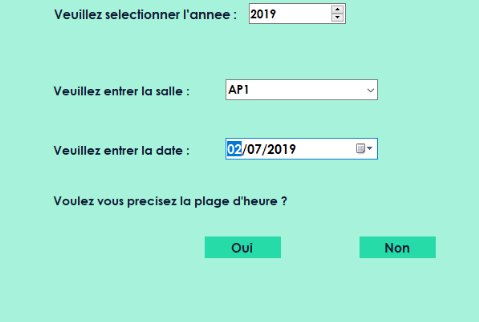 Veuillez selectionner l'annee : 2019
Veuillez entrer la salle : AP1
Veuillez entrer la date : 02/07/2019
Voulez vous precisez la plage d'heure ?
Oui Non